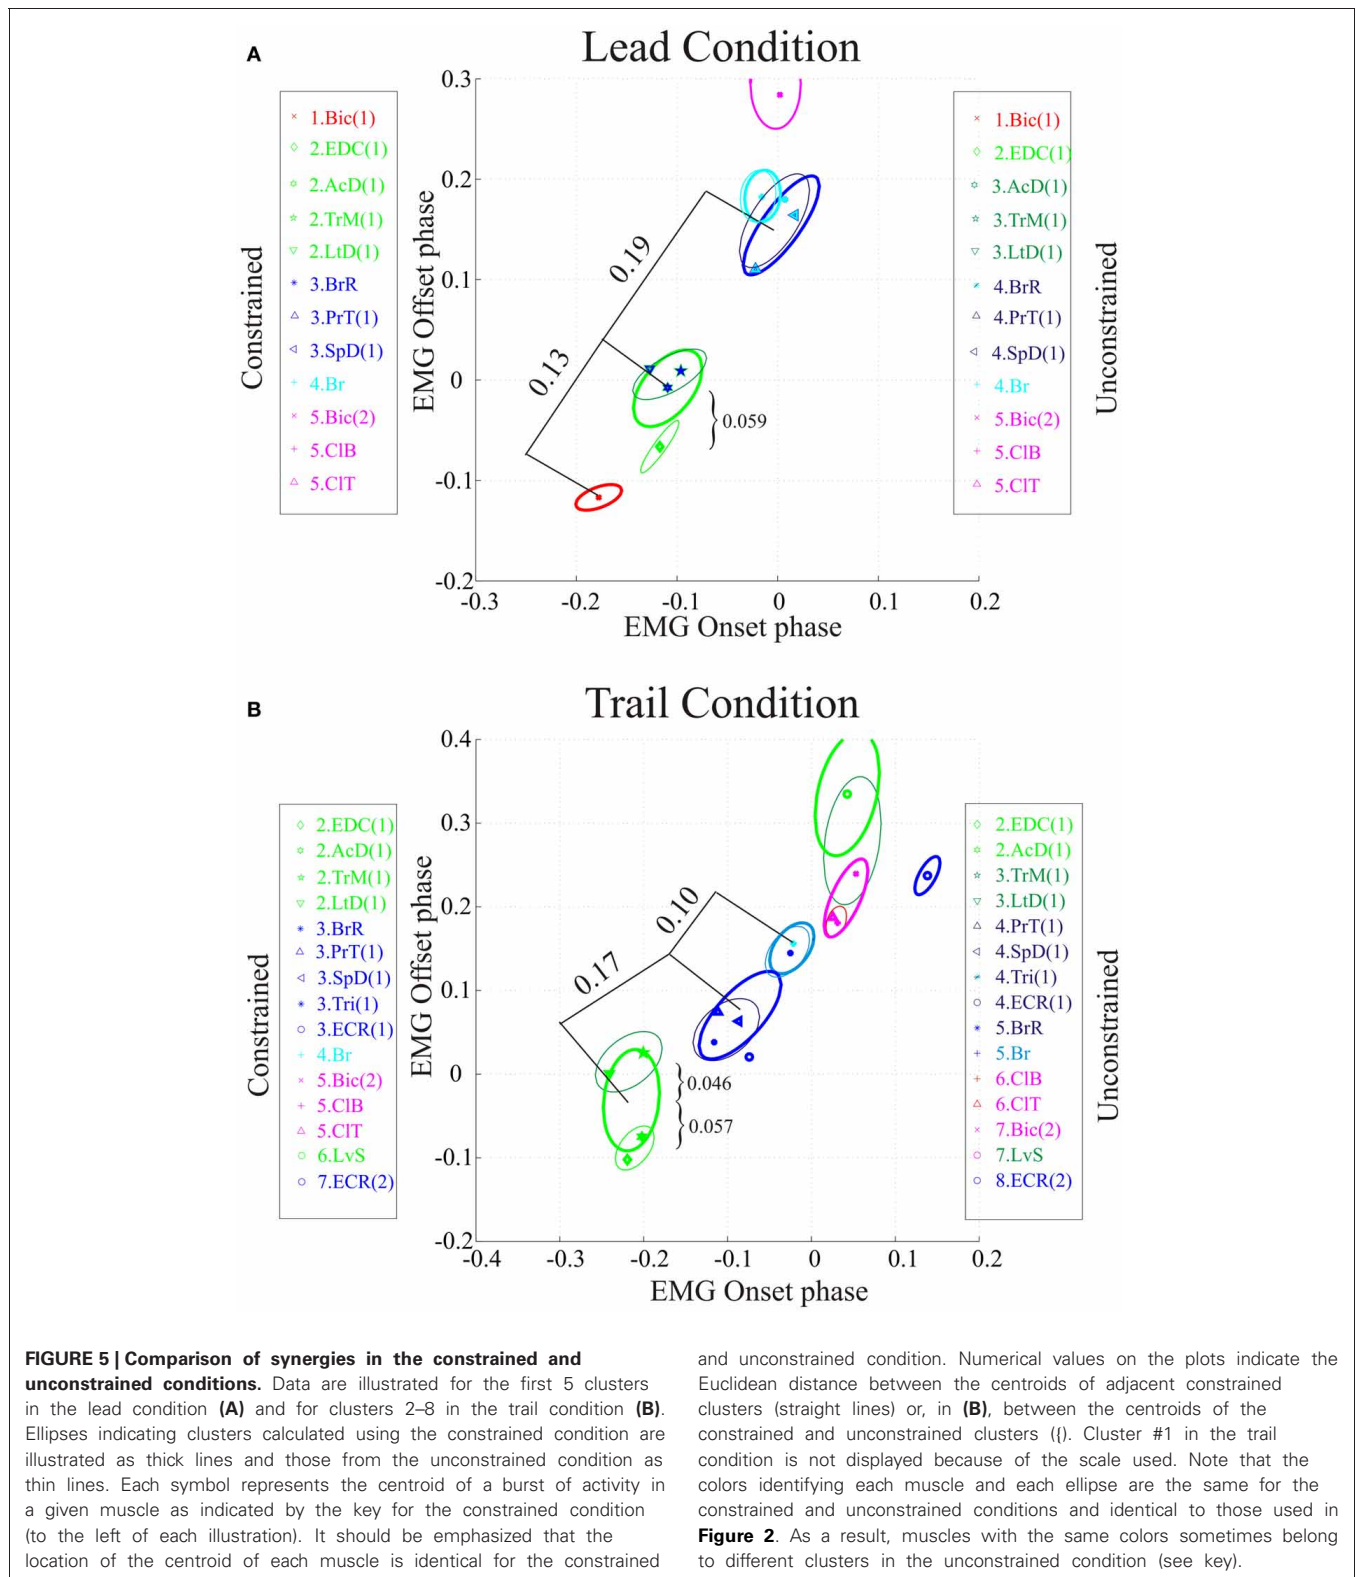 A
Lead Condition
Constrained
1.Bic(1)
2.EDC(1)
2.AcD(1)
2.TrM(1)
2.LtD(1)
3.BrR
3.PrT(1)
3.SpD(1)
4.Br
5.Bic(2)
5.ClB
5.ClT
EMG Offset phase
0.3
0.2
0.1
0
-0.1
-0.2
0.19
0.13
0.059
-0.3
-0.2
-0.1
0
0.1
0.2
EMG Onset phase
1.Bic(1)
2.EDC(1)
3.AcD(1)
3.TrM(1)
3.LtD(1)
4.BrR
4.PrT(1)
4.SpD(1)
4.Br
5.Bic(2)
5.ClB
5.ClT
Unconstrained
B
Trail Condition
Constrained
2.EDC(1)
2.AcD(1)
2.TrM(1)
2.LtD(1)
3.BrR
3.PrT(1)
3.SpD(1)
3.Tri(1)
3.ECR(1)
4.Br
5.Bic(2)
5.ClB
5.ClT
6.LvS
7.ECR(2)
EMG Offset phase
0.4
0.3
0.2
0.1
0
-0.1
-0.2
0.10
0.17
0.046
0.057
-0.4
-0.3
-0.2
-0.1
0
0.1
0.2
EMG Onset phase
2.EDC(1)
2.AcD(1)
3.TrM(1)
3.LtD(1)
4.PrT(1)
4.SpD(1)
4.Tri(1)
4.ECR(1)
5.BrR
5.Br
6.ClB
6.ClT
7.Bic(2)
7.LvS
8.ECR(2)
Unconstrained
FIGURE 5 | Comparison of synergies in the constrained and
unconstrained conditions. Data are illustrated for the first 5 clusters
in the lead condition (A) and for clusters 2–8 in the trail condition (B).
Ellipses indicating clusters calculated using the constrained condition are
illustrated as thick lines and those from the unconstrained condition as
thin lines. Each symbol represents the centroid of a burst of activity in
a given muscle as indicated by the key for the constrained condition
(to the left of each illustration). It should be emphasized that the
location of the centroid of each muscle is identical for the constrained
and unconstrained condition. Numerical values on the plots indicate the
Euclidean distance between the centroids of adjacent constrained
clusters (straight lines) or, in (B), between the centroids of the
constrained and unconstrained clusters ({). Cluster #1 in the trail
condition is not displayed because of the scale used. Note that the
colors identifying each muscle and each ellipse are the same for the
constrained and unconstrained conditions and identical to those used in
Figure 2. As a result, muscles with the same colors sometimes belong
to different clusters in the unconstrained condition (see key).